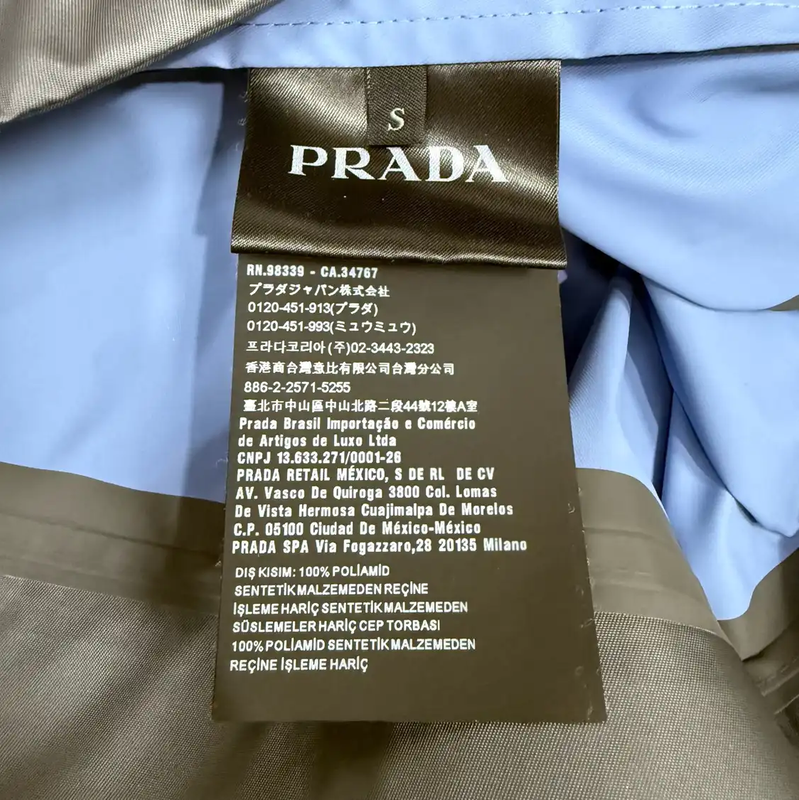 S
PRADA
RN.98339 - CA.34767
プラダジャパン株式会社
0120-451-913(プラダ)
0120-451-993(ミュウミュウ)
프라다코리아(주)02-3443-2323
香港商台灣壹比有限公司台灣分公司
886-2-2571-5255
臺北市中山區中山北路二段44號12樓A室
Prada Brasil Importação e Comércio
de Artigos de Luxo Ltda
CNPJ 13.633.271/0001-26
PRADA RETAIL MÉXICO, S DE RL DE CV
AV. Vasco De Quiroga 3800 Col. Lomas
De Vista Hermosa Cuajimalpa De Morelos
C.P. 05100 Ciudad De México-México
PRADA SPA Via Fogazzaro,28 20135 Milano
DIŞ KISIM: 100% POLİAMİD
SENTETİK MALZEMEDEN REÇİNE
İŞLEME HARİÇ SENTETİK MALZEMEDEN
SÜSLEMELER HARİÇ CEP TORBASI
100% POLİAMİD SENTETİK MALZEMEDEN
REÇİNE İŞLEME HARİÇ